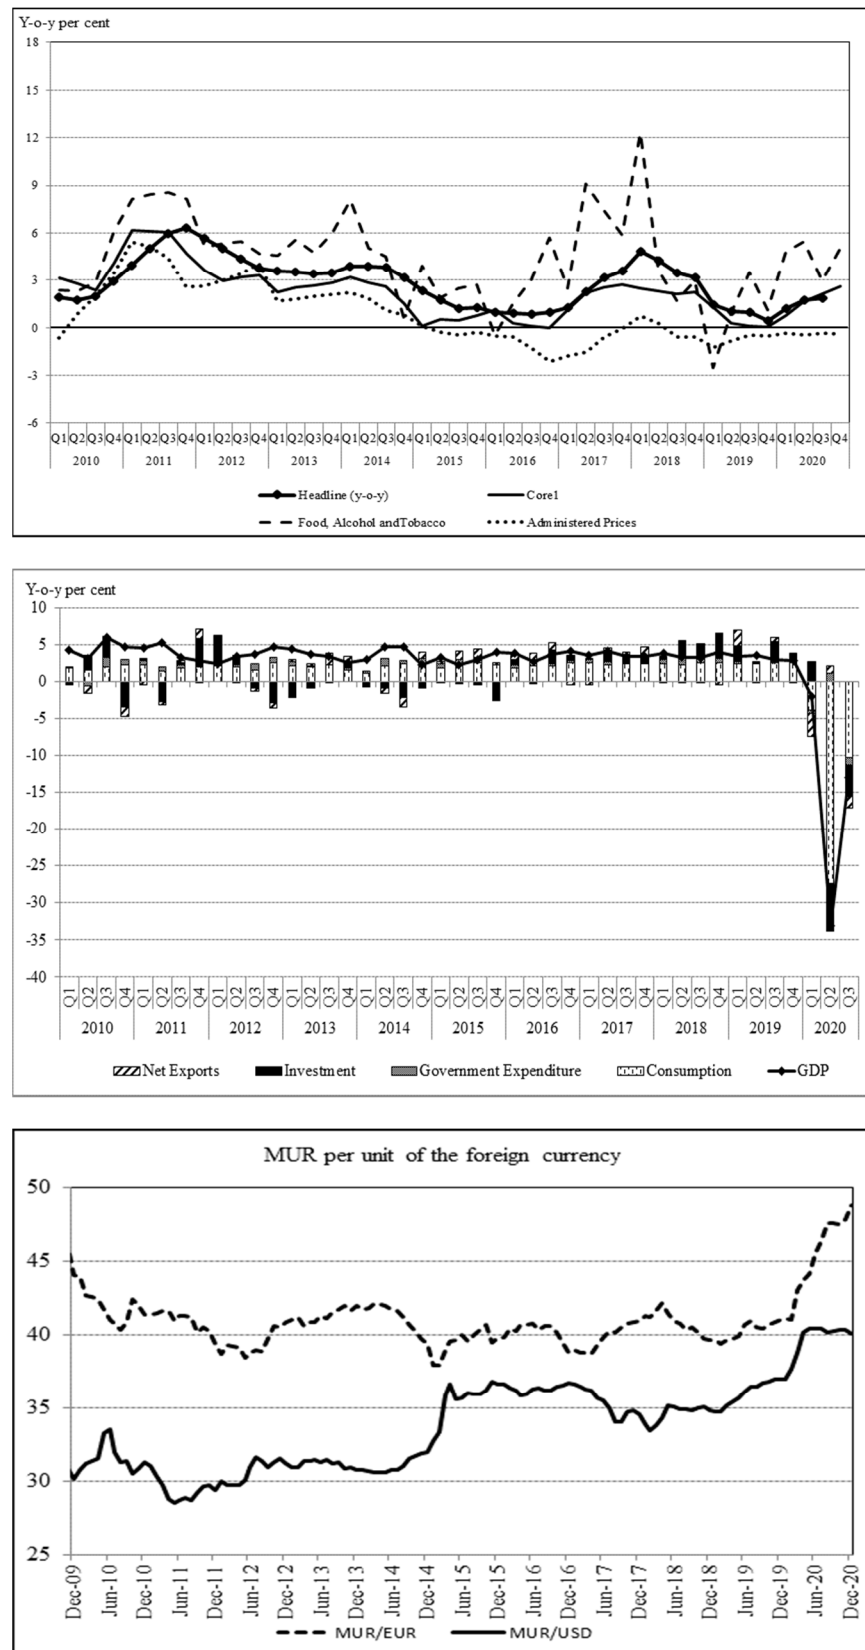 Y-o-y per cent
18
15
12
9
6
3
0
-3
-6
Q1 Q2 Q3 Q4 Q1 Q2 Q3 Q4 Q1 Q2 Q3 Q4 Q1 Q2 Q3 Q4 Q1 Q2 Q3 Q4 Q1 Q2 Q3 Q4 Q1 Q2 Q3 Q4 Q1 Q2 Q3 Q4 Q1 Q2 Q3 Q4 Q1 Q2 Q3 Q4 Q1 Q2 Q3 Q4
2010 2011 2012 2013 2014 2015 2016 2017 2018 2019 2020
Headline (y-o-y) Core1
Food, Alcohol andTobacco Administered Prices
Y-o-y per cent
10
5
0
-5
-10
-15
-20
-25
-30
-35
-40
Q1 Q2 Q3 Q4 Q1 Q2 Q3 Q4 Q1 Q2 Q3 Q4 Q1 Q2 Q3 Q4 Q1 Q2 Q3 Q4 Q1 Q2 Q3 Q4 Q1 Q2 Q3 Q4 Q1 Q2 Q3 Q4 Q1 Q2 Q3 Q4 Q1 Q2 Q3 Q4 Q1 Q2 Q3
2010 2011 2012 2013 2014 2015 2016 2017 2018 2019 2020
Net Exports Investment Government Expenditure Consumption GDP
MUR per unit of the foreign currency
50
45
40
35
30
25
Dec-09 Jun-10 Dec-10 Jun-11 Dec-11 Jun-12 Dec-12 Jun-13 Dec-13 Jun-14 Dec-14 Jun-15 Dec-15 Jun-16 Dec-16 Jun-17 Dec-17 Jun-18 Dec-18 Jun-19 Dec-19 Jun-20 Dec-20
MUR/EUR MUR/USD